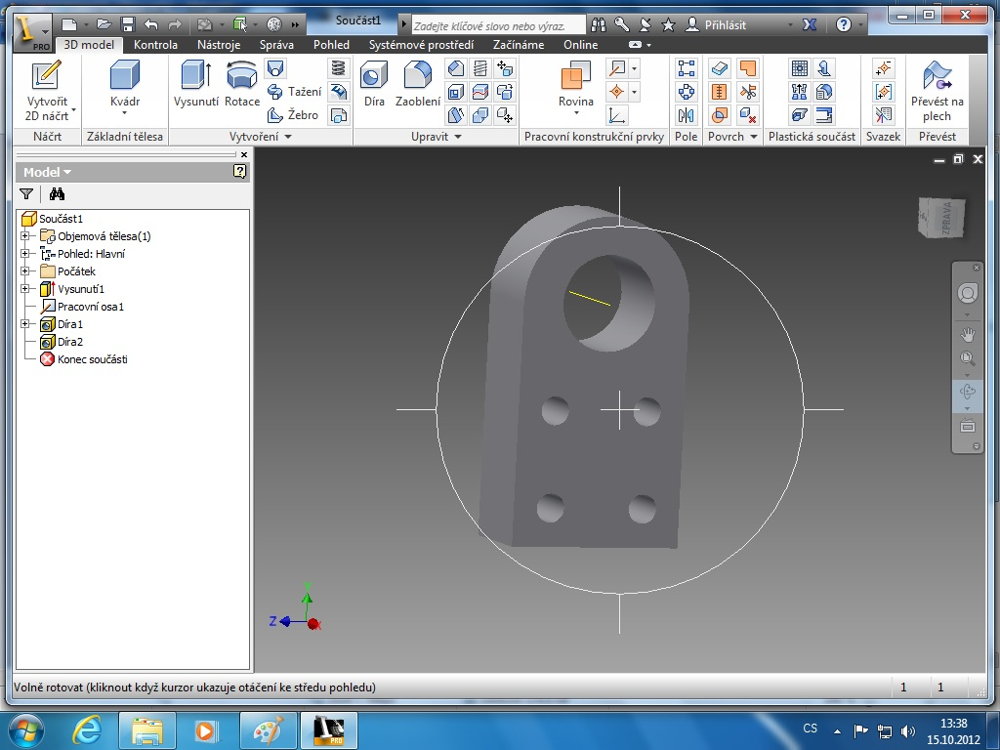 PRO
Součást1
Zadejte klíčové slovo nebo výraz.
Přihlásit
3D model Kontrola Nástroje Správa Pohled Systémové prostředí Začínáme Online
Vytvořit
2D náčrt
Kvádr
Vysunutí
Rotace
Tažení
Žebro
Díra
Zaoblení
Rovina
Převést na
plech
Náčrt Základní tělesa Vytvoření Upravit Pracovní konstrukční prvky Pole Povrch Plastická součást Svazek Převést
Model
Součást1
Objemová tělesa(1)
Pohled: Hlavní
Počátek
Vysunutí1
Pracovní osa1
Díra1
Díra2
Konec součásti
ZPRAVA
Y
Z
X
Volně rotovat (kliknout když kurzor ukazuje otáčení ke středu pohledu)
1 1
PRO
CS
13:38
15.10.2012